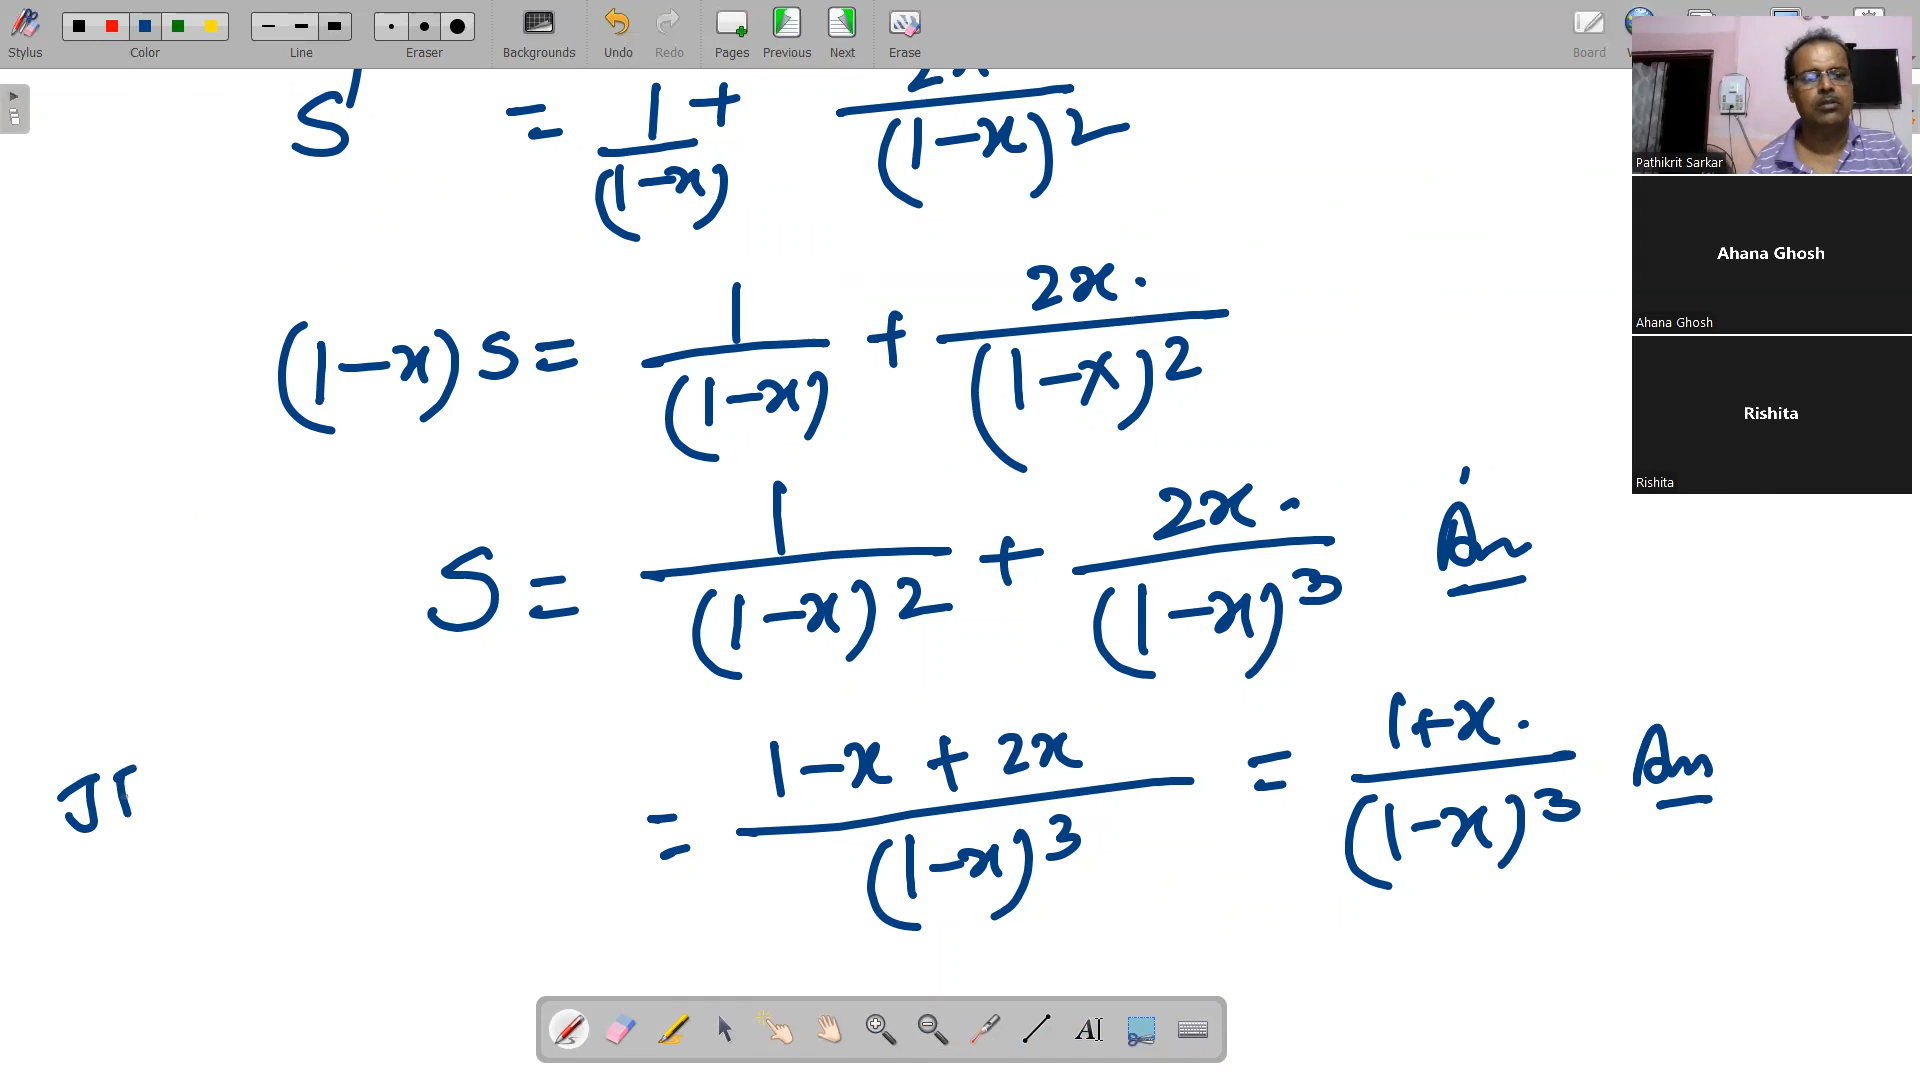 Stylus Color Line Eraser Backgrounds Undo Redo Pages Previous Next Erase Board
S' = 1/(1-x) + 2x/(1-x)²
(1-x) S = 1/(1-x) + 2x./(1-x)²
S = 1/(1-x)² + 2x./(1-x)³ Ans
= (1-x+2x)/(1-x)³ = 1+x./(1-x)³ Ans
AI
Pathikrit Sarkar
Ahana Ghosh
Ahana Ghosh
Rishita
Rishita